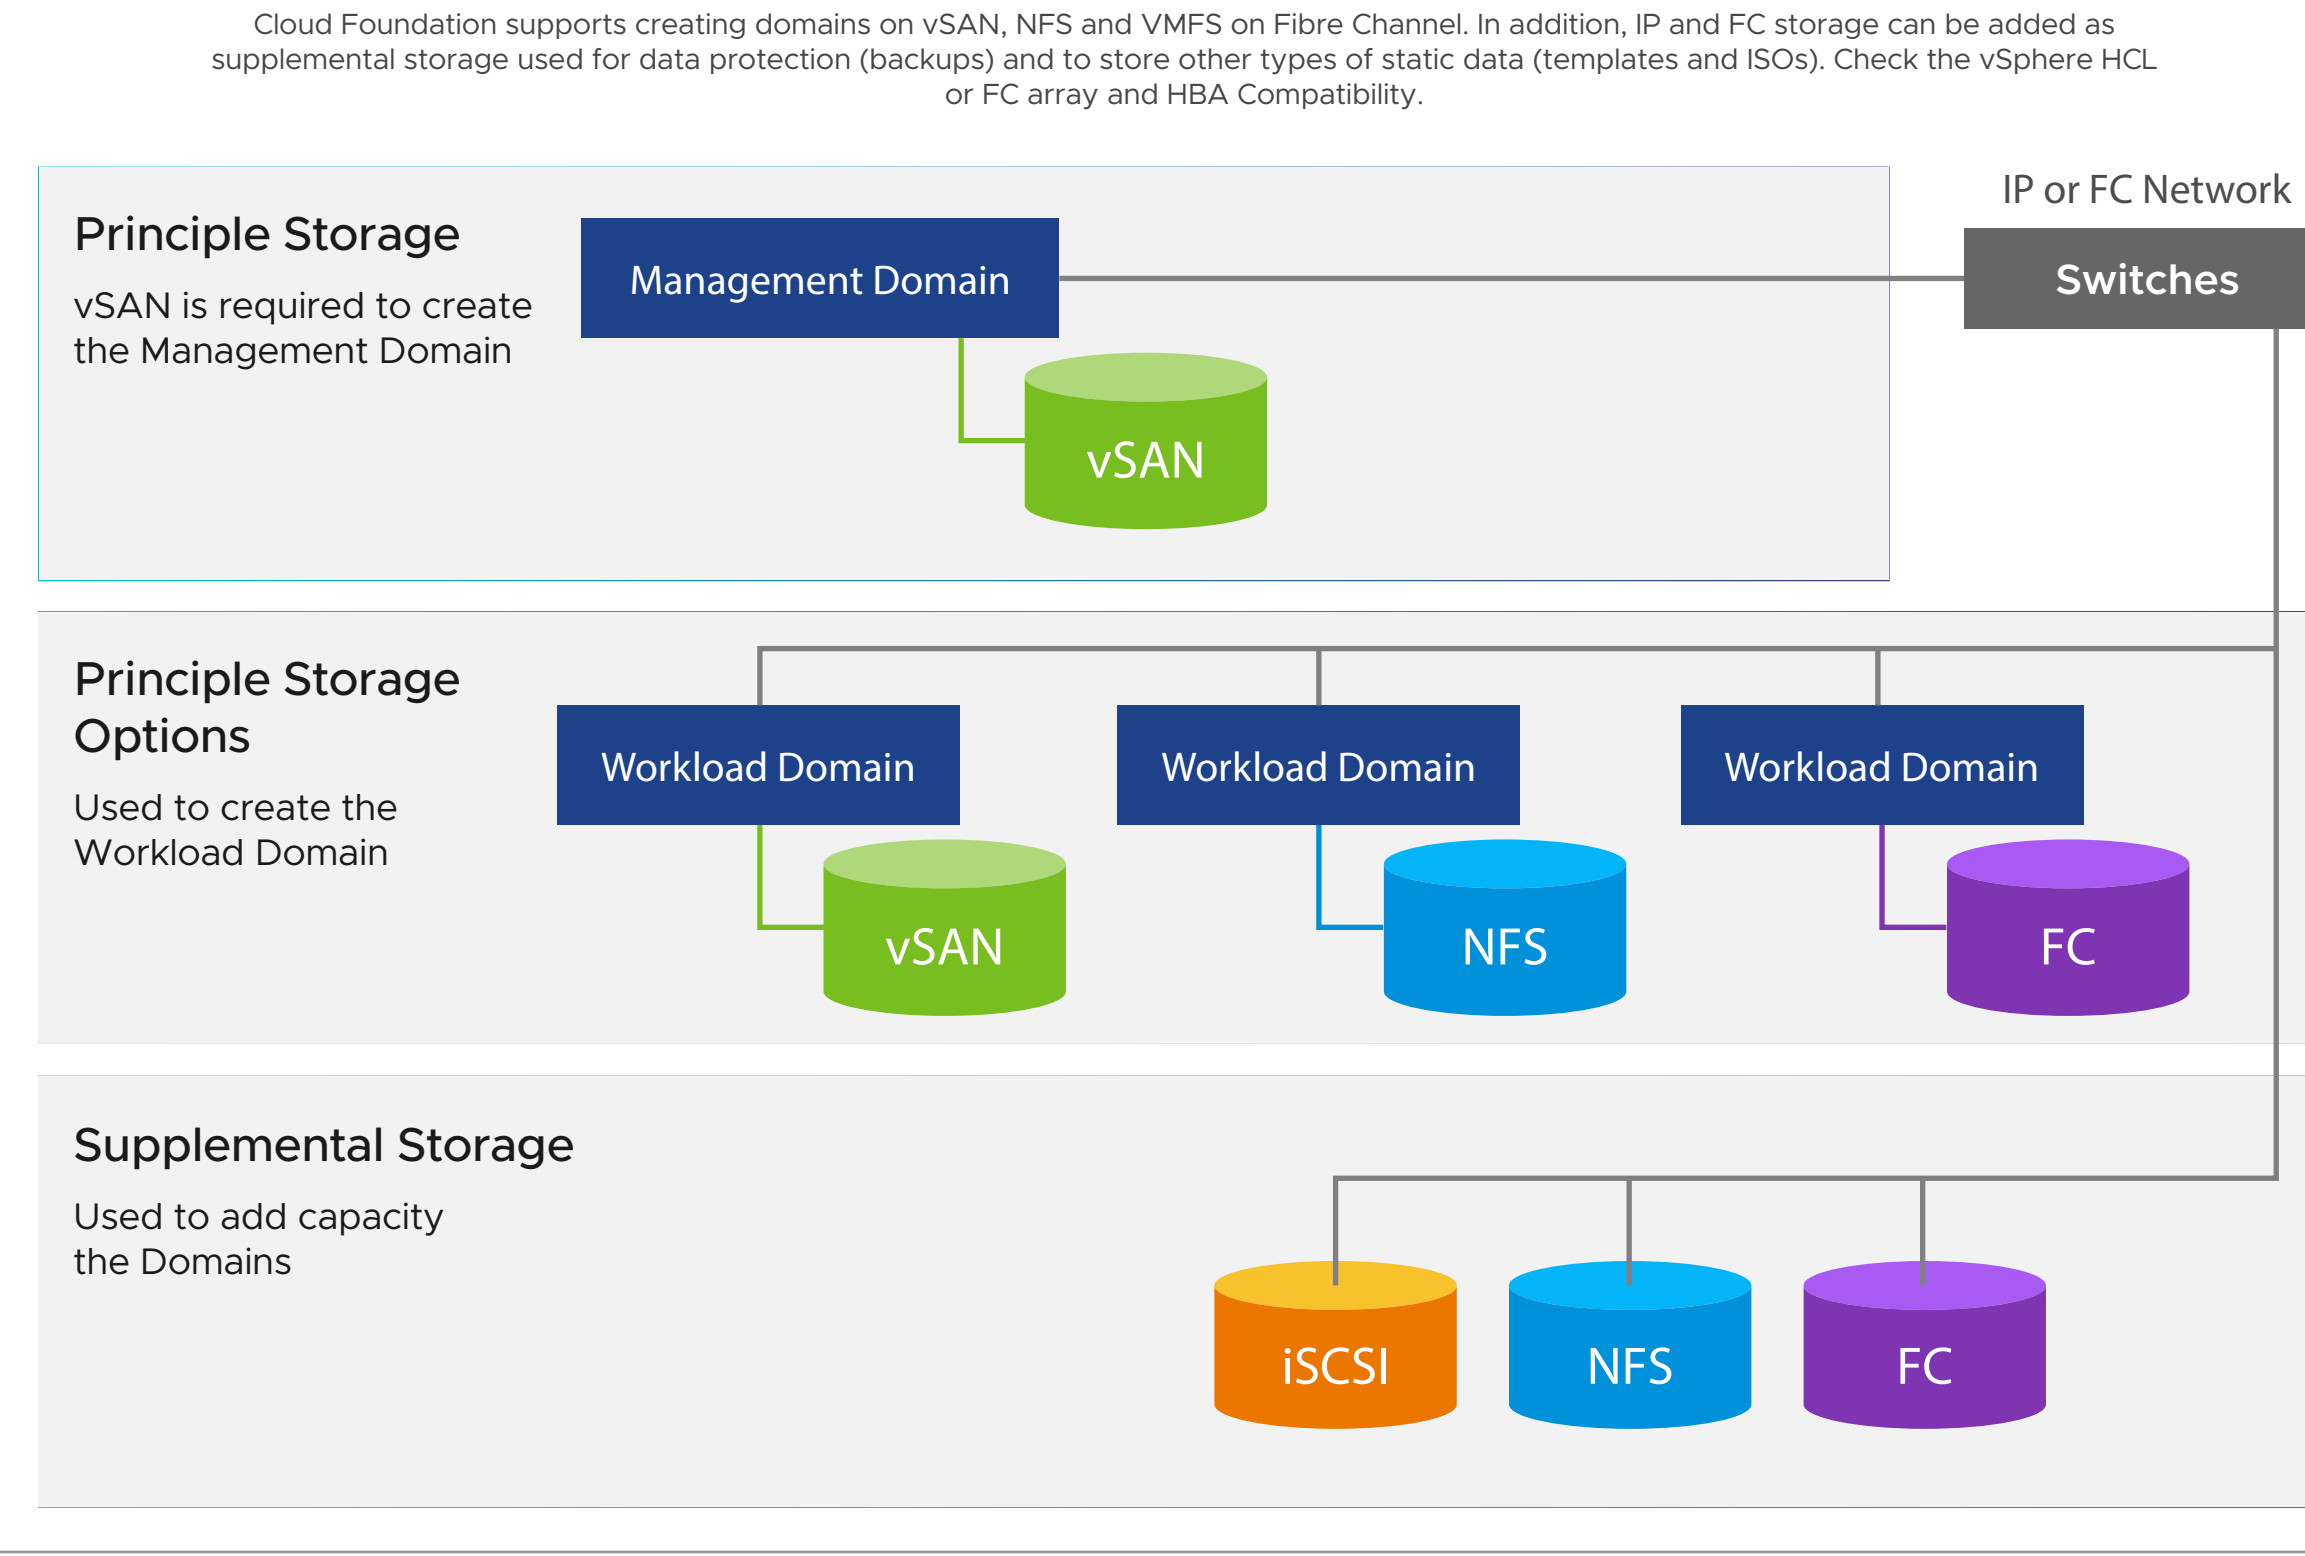 Cloud Foundation supports creating domains on vSAN, NFS and VMFS on Fibre Channel. In addition, IP and FC storage can be added as
supplemental storage used for data protection (backups) and to store other types of static data (templates and ISOs). Check the vSphere HCL
or FC array and HBA Compatibility.
Principle Storage
vSAN is required to create
the Management Domain
Management Domain
vSAN
IP or FC Network
Switches
Principle Storage
Options
Used to create the
Workload Domain
Workload Domain
Workload Domain
Workload Domain
vSAN
NFS
FC
Supplemental Storage
Used to add capacity
the Domains
iSCSI
NFS
FC